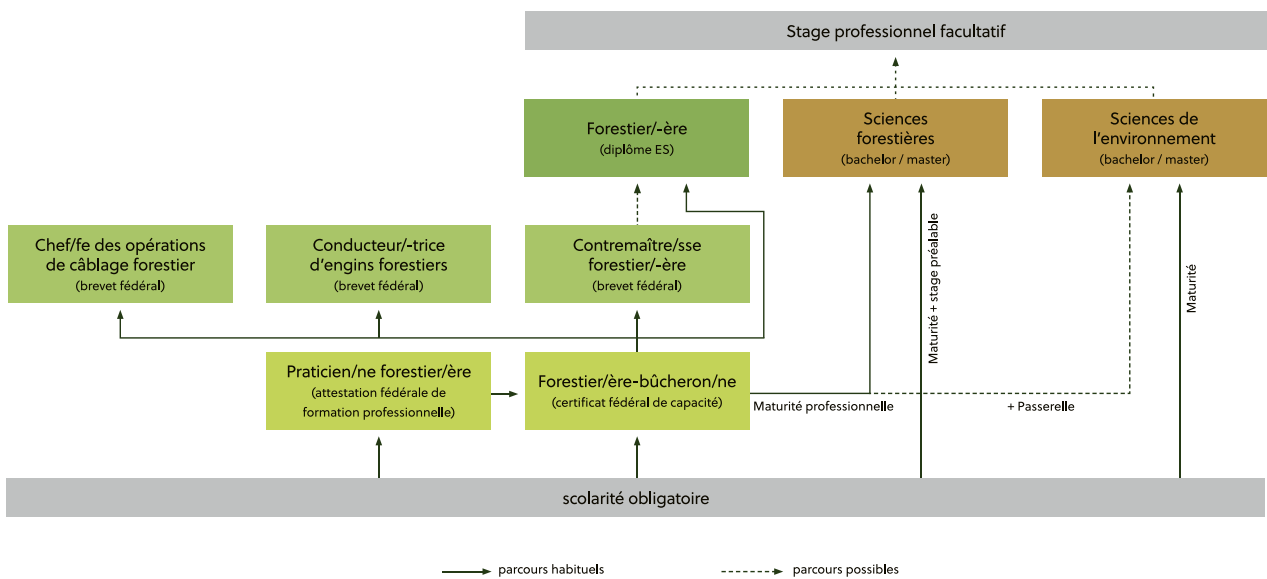 Stage professionnel facultatif
Forestier/-ère
(diplôme ES)
Sciences
forestières
(bachelor / master)
Sciences de
l'environnement
(bachelor / master)
Chef/fe des opérations
de câblage forestier
(brevet fédéral)
Conducteur/-trice
d'engins forestiers
(brevet fédéral)
Contremaître/sse
forestier/-ère
(brevet fédéral)
Maturité + stage préalable
Maturité
Praticien/ne forestier/ère
(attestation fédérale de
formation professionnelle)
Forestier/ère-bûcheron/ne
(certificat fédéral de capacité)
Maturité professionnelle
+ Passerelle
scolarité obligatoire
parcours habituels
parcours possibles